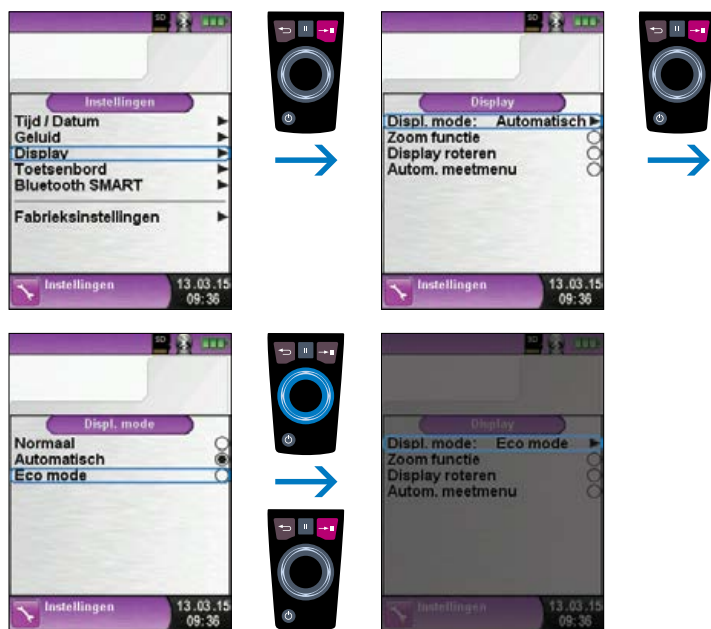 SD
Instellingen
Tijd / Datum
Geluid
Display
Toetsenbord
Bluetooth SMART
Fabrieksinstellingen
Instellingen
13.03.15
09:36
SD
Display
Displ. mode: Automatisch
Zoom functie
Display roteren
Autom. meetmenu
Instellingen
13.03.15
09:36
SD
Displ. mode
Normaal
Automatisch
Eco mode
Instellingen
13.03.15
09:36
SD
Display
Displ. mode: Eco mode
Zoom functie
Display roteren
Autom. meetmenu
Instellingen
13.03.15
09:36